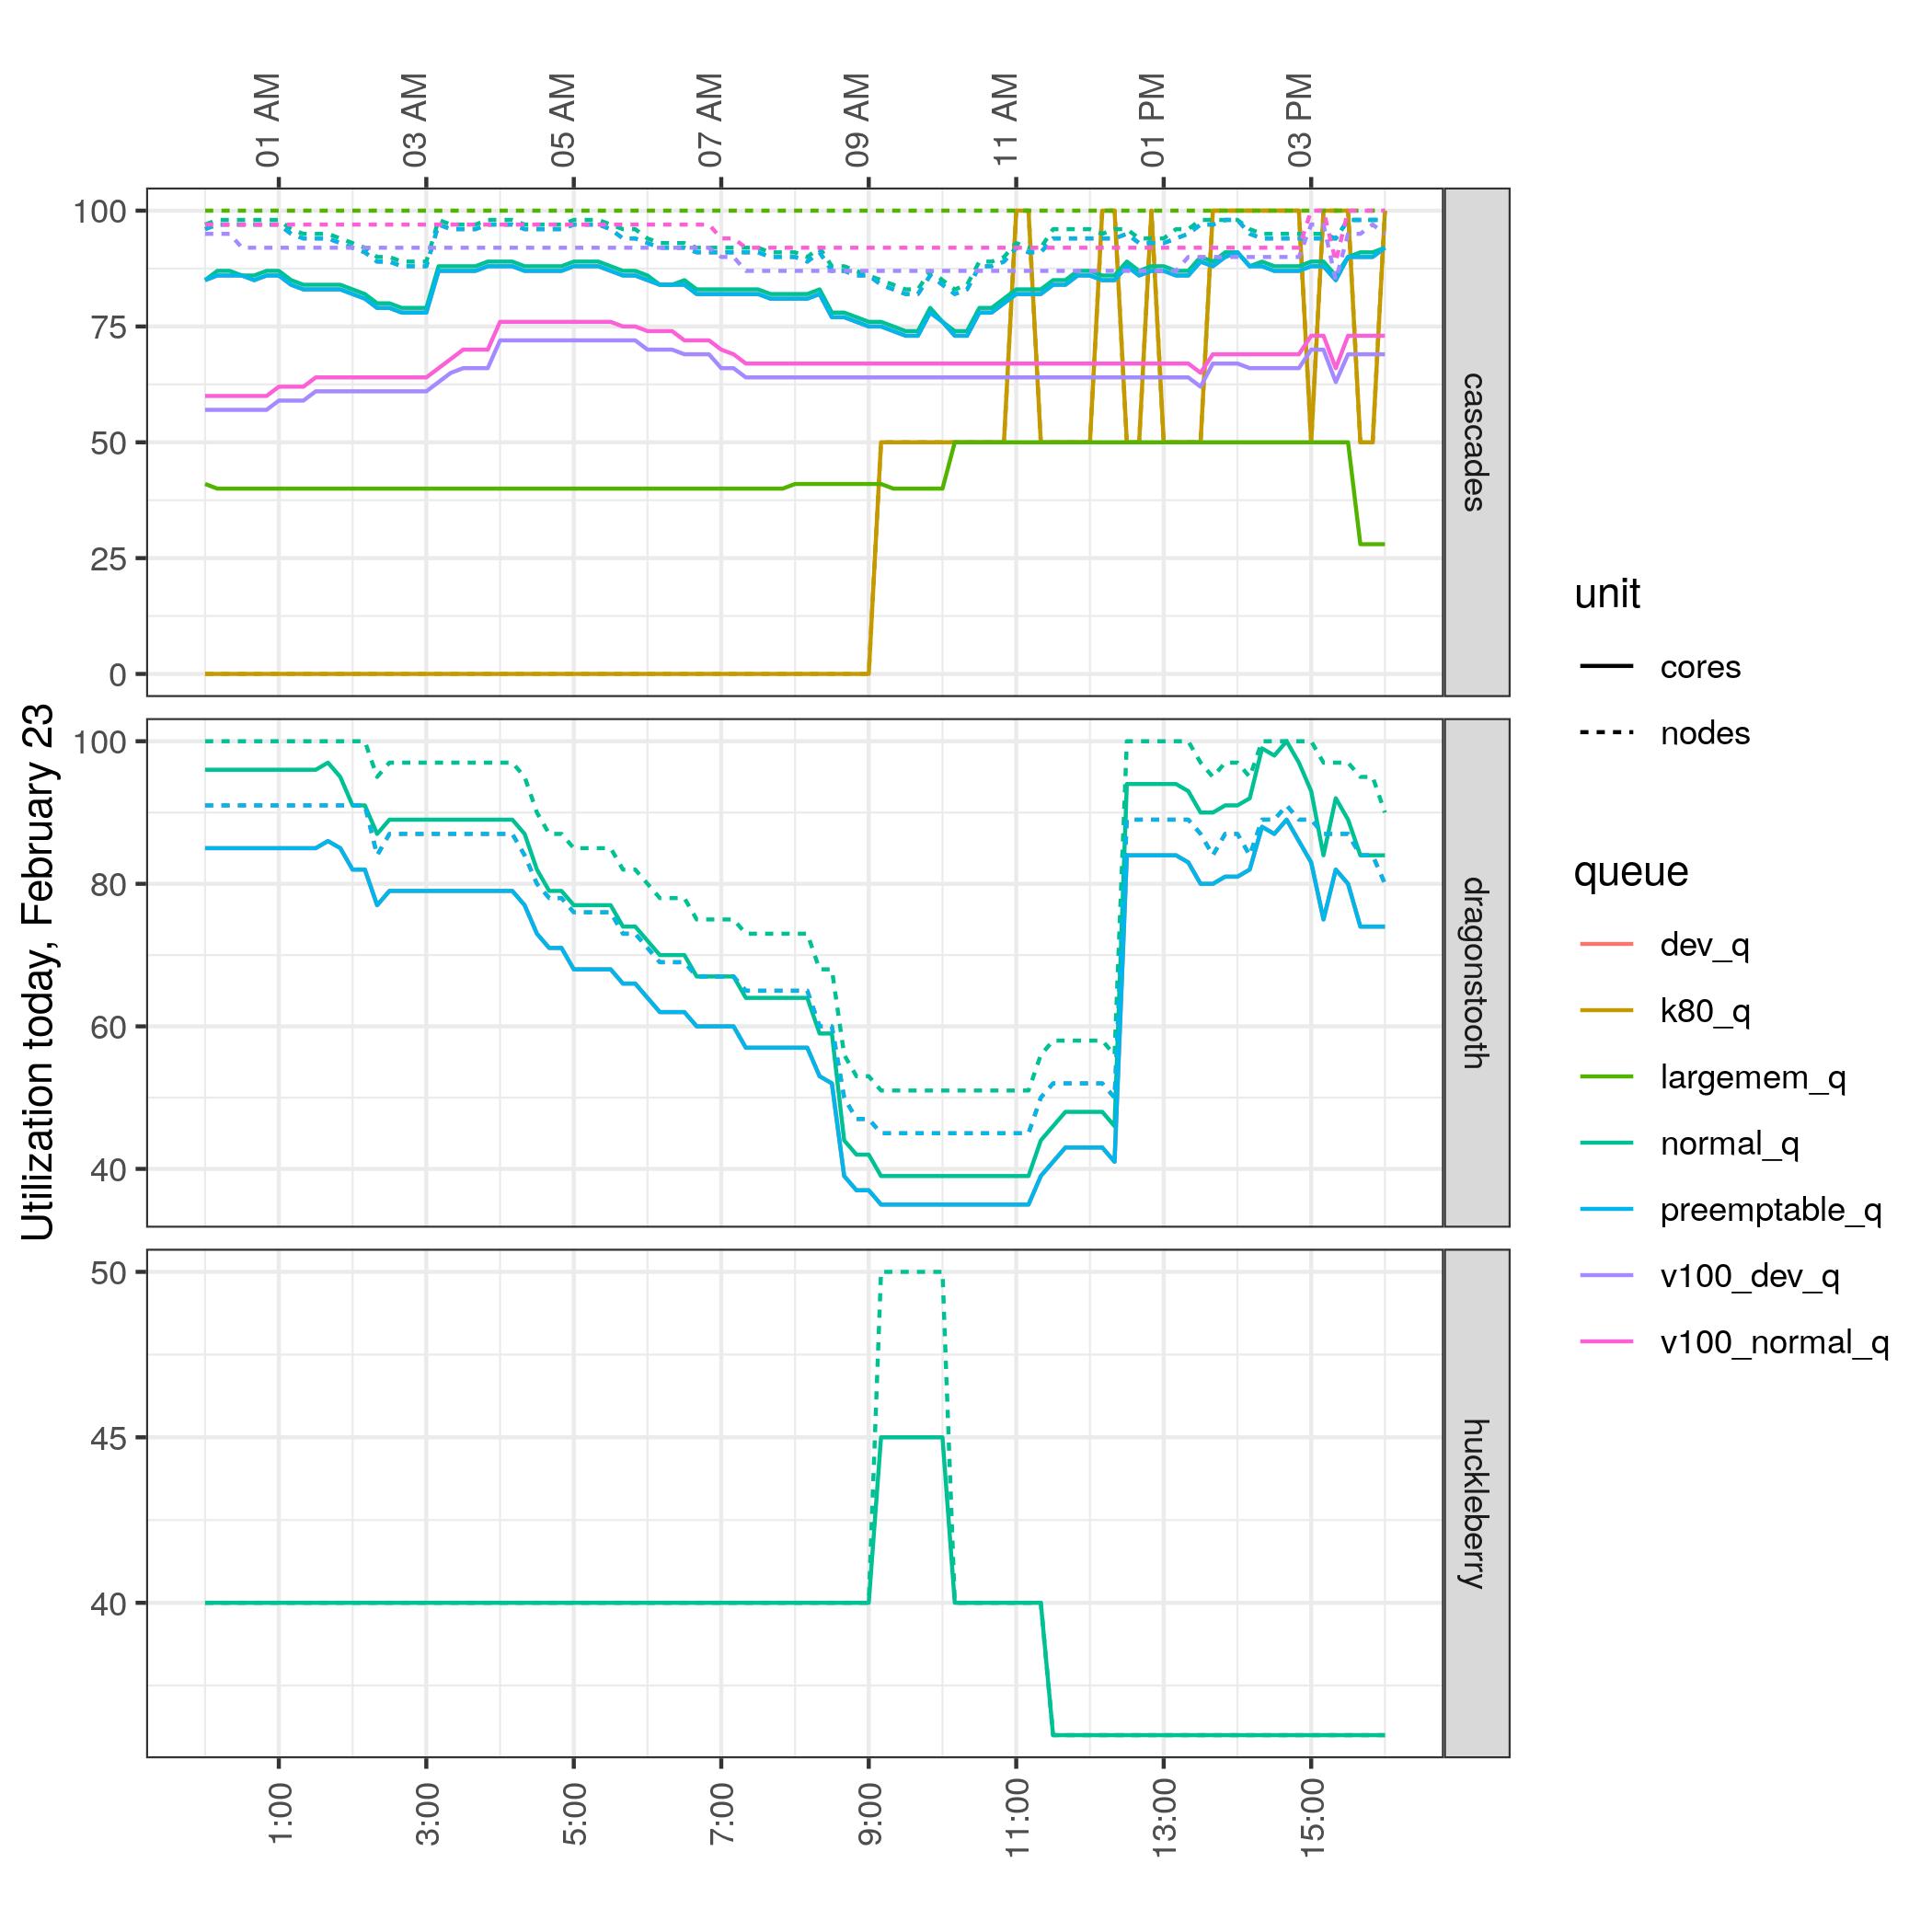 01 AM
03 AM
05 AM
07 AM
09 AM
11 AM
01 PM
03 PM
100
75
50
25
0
cascades
100
80
60
40
dragonstooth
50
45
40
huckleberry
1:00
3:00
5:00
7:00
9:00
11:00
13:00
15:00
Utilization today, February 23
unit
cores
nodes
queue
dev_q
k80_q
largemem_q
normal_q
preemptable_q
v100_dev_q
v100_normal_q